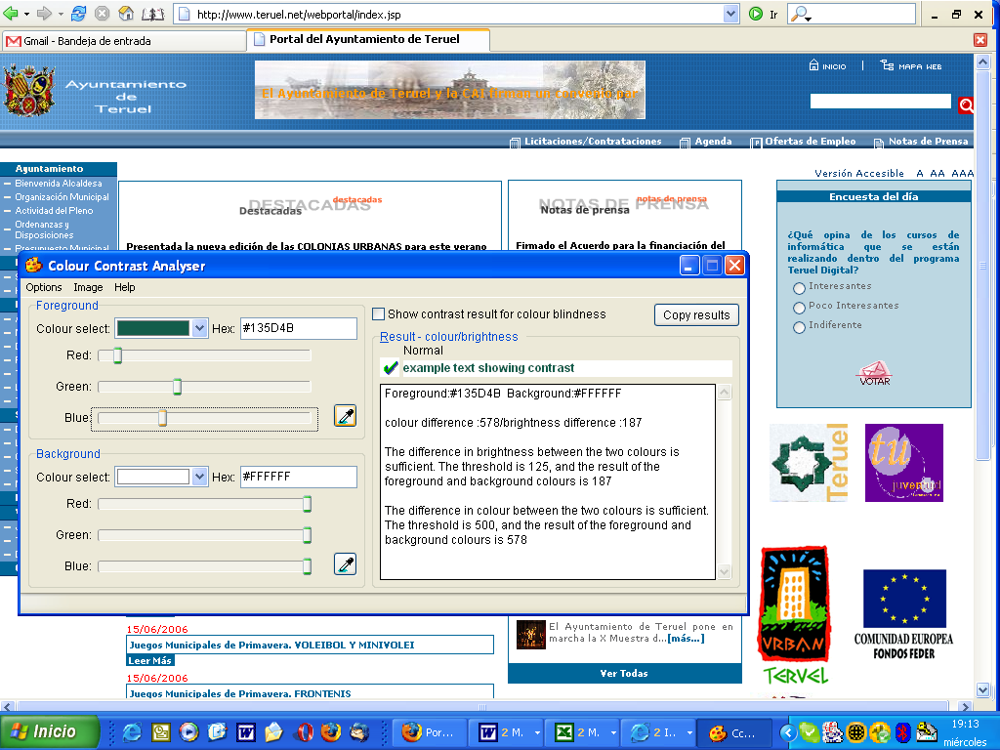 http://www.teruel.net/webportal/index.jsp
Ir
Gmail - Bandeja de entrada
Portal del Ayuntamiento de Teruel
Ayuntamiento
de
Teruel
El Ayuntamiento de Teruel y la CAI firman un convenio par
INICIO | MAPA WEB
Licitaciones/Contrataciones
Agenda
Ofertas de Empleo
Notas de Prensa
Versión Accesible A AA AAA
Ayuntamiento
Bienvenida Alcaldesa
Organización Municipal
Actividad del Pleno
Ordenanzas y
Disposiciones
Presupuesto Municipal
DESTACADAS
destacadas
Destacadas
Presentada la nueva edición de las COLONIAS URBANAS para este verano
NOTAS DE PRENSA
notas de prensa
Notas de prensa
Firmado el Acuerdo para la financiación del
Encuesta del día
¿Qué opina de los cursos de
informática que se están
realizando dentro del programa
Teruel Digital?
Interesantes
Poco Interesantes
Indiferente
VOTAR
Colour Contrast Analyser
Options Image Help
Foreground
Colour select:
Hex: #135D4B
Red:
Green:
Blue:
Background
Colour select:
Hex: #FFFFFF
Red:
Green:
Blue:
Show contrast result for colour blindness
Copy results
Result - colour/brightness
Normal
example text showing contrast
Foreground:#135D4B Background:#FFFFFF
colour difference :578/brightness difference :187
The difference in brightness between the two colours is
sufficient. The threshold is 125, and the result of the
foreground and background colours is 187
The difference in colour between the two colours is sufficient.
The threshold is 500, and the result of the foreground and
background colours is 578
Teruel
tu
juventud
URBAN
TERUEL
COMUNIDAD EUROPEA
FONDOS FEDER
15/06/2006
Juegos Municipales de Primavera. VOLEIBOL Y MINIVOLEI
Leer Más
15/06/2006
Juegos Municipales de Primavera. FRONTENIS
El Ayuntamiento de Teruel pone en
marcha la X Muestra d...[más...]
Ver Todas
Inicio
Por...
2 M.
2 M.
2 I..
Cc...
19:13
miércoles